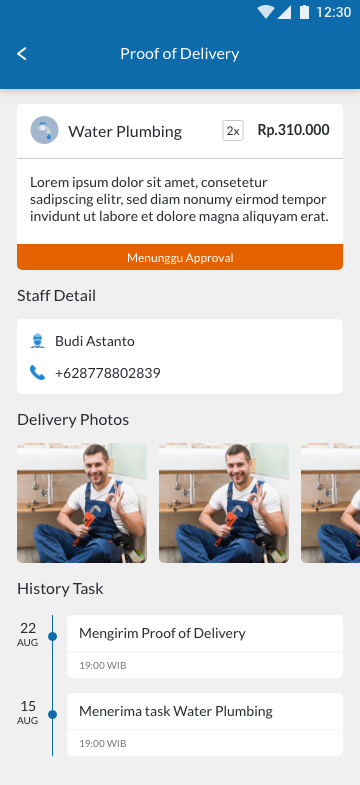 12:30
Proof of Delivery
Water Plumbing 2x Rp.310.000
Lorem ipsum dolor sit amet, consetetur
sadipscing elitr, sed diam nonumy eirmod tempor
invidunt ut labore et dolore magna aliquyam erat.
Menunggu Approval
Staff Detail
Budi Astanto
+628778802839
Delivery Photos
History Task
22
AUG
Mengirim Proof of Delivery
19:00 WIB
15
AUG
Menerima task Water Plumbing
19:00 WIB